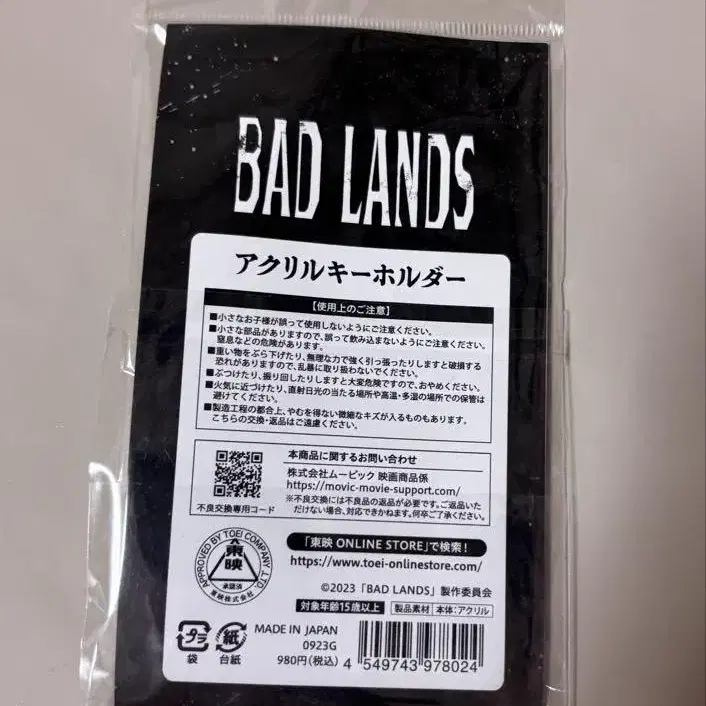 BAD LANDS
アクリルキーホルダー
【使用上のご注意】
■小さなお子様が誤って使用しないようにご注意ください。
■小さな部品がありますので、誤って飲み込まないようにご注意ください。
窒息などの危険があります。
■重い物をぶら下げたり、無理な力で強く引っ張ったりしますと破損する
恐れがありますので、乱暴に取り扱わないでください。
■ぶつけたり、振り回したりしますと大変危険ですので、おやめください。
■火気に近づけたり、直射日光の当たる場所や高温・多湿の場所での保管は
避けてください。
■製造工程の都合上、やむを得ない微細なキズが入るものもあります。
こちらの交換・返品はご遠慮ください。
本商品に関するお問い合わせ
株式会社ムービック 映画商品係
https://movic-movie-support.com/
※不良交換には不良品の返品が必要です。ご返品いた
だけない場合、対応できかねます。何卒ご了承ください。
不良交換専用コード
APPROVED BY TOEI COMPANY, LTD
東映
承認済
東映株式会社
「東映 ONLINE STORE」で検索!
https://www.toei-onlinestore.com/
©2023「BAD LANDS」製作委員会
対象年齢15歳以上
製品素材 本体:アクリル
プラ
袋
紙
台紙
MADE IN JAPAN
0923G
980円(税込)
4 549743 978024